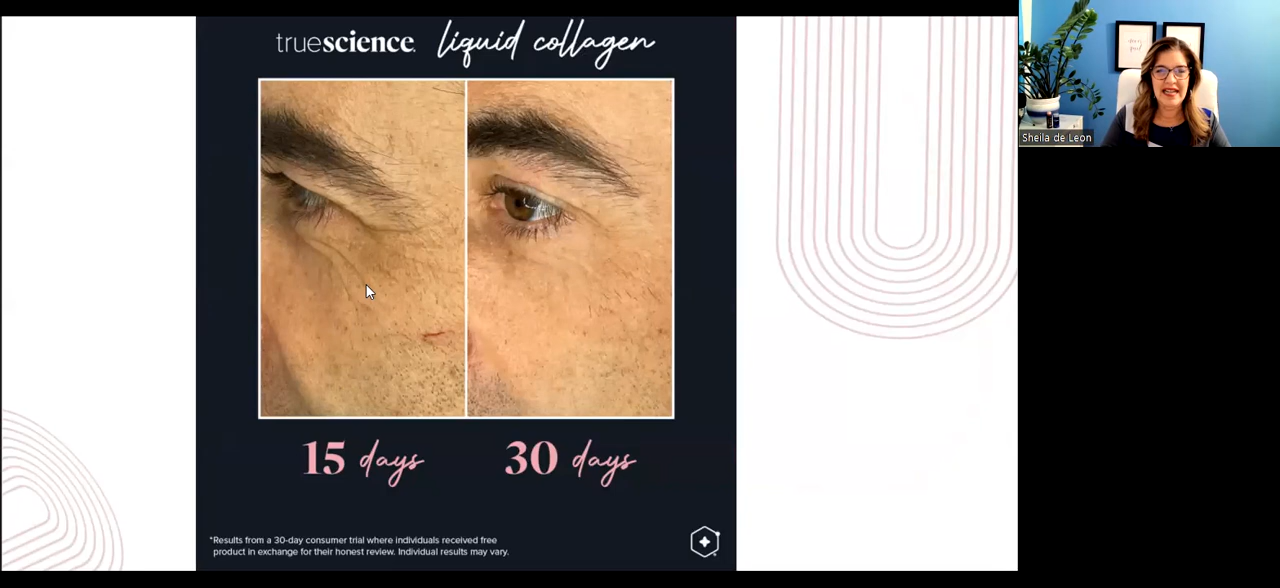 truescience. liquid collagen
15 days 30 days
*Results from a 30-day consumer trial where individuals received free
product in exchange for their honest review. Individual results may vary.
Sheila de Leon